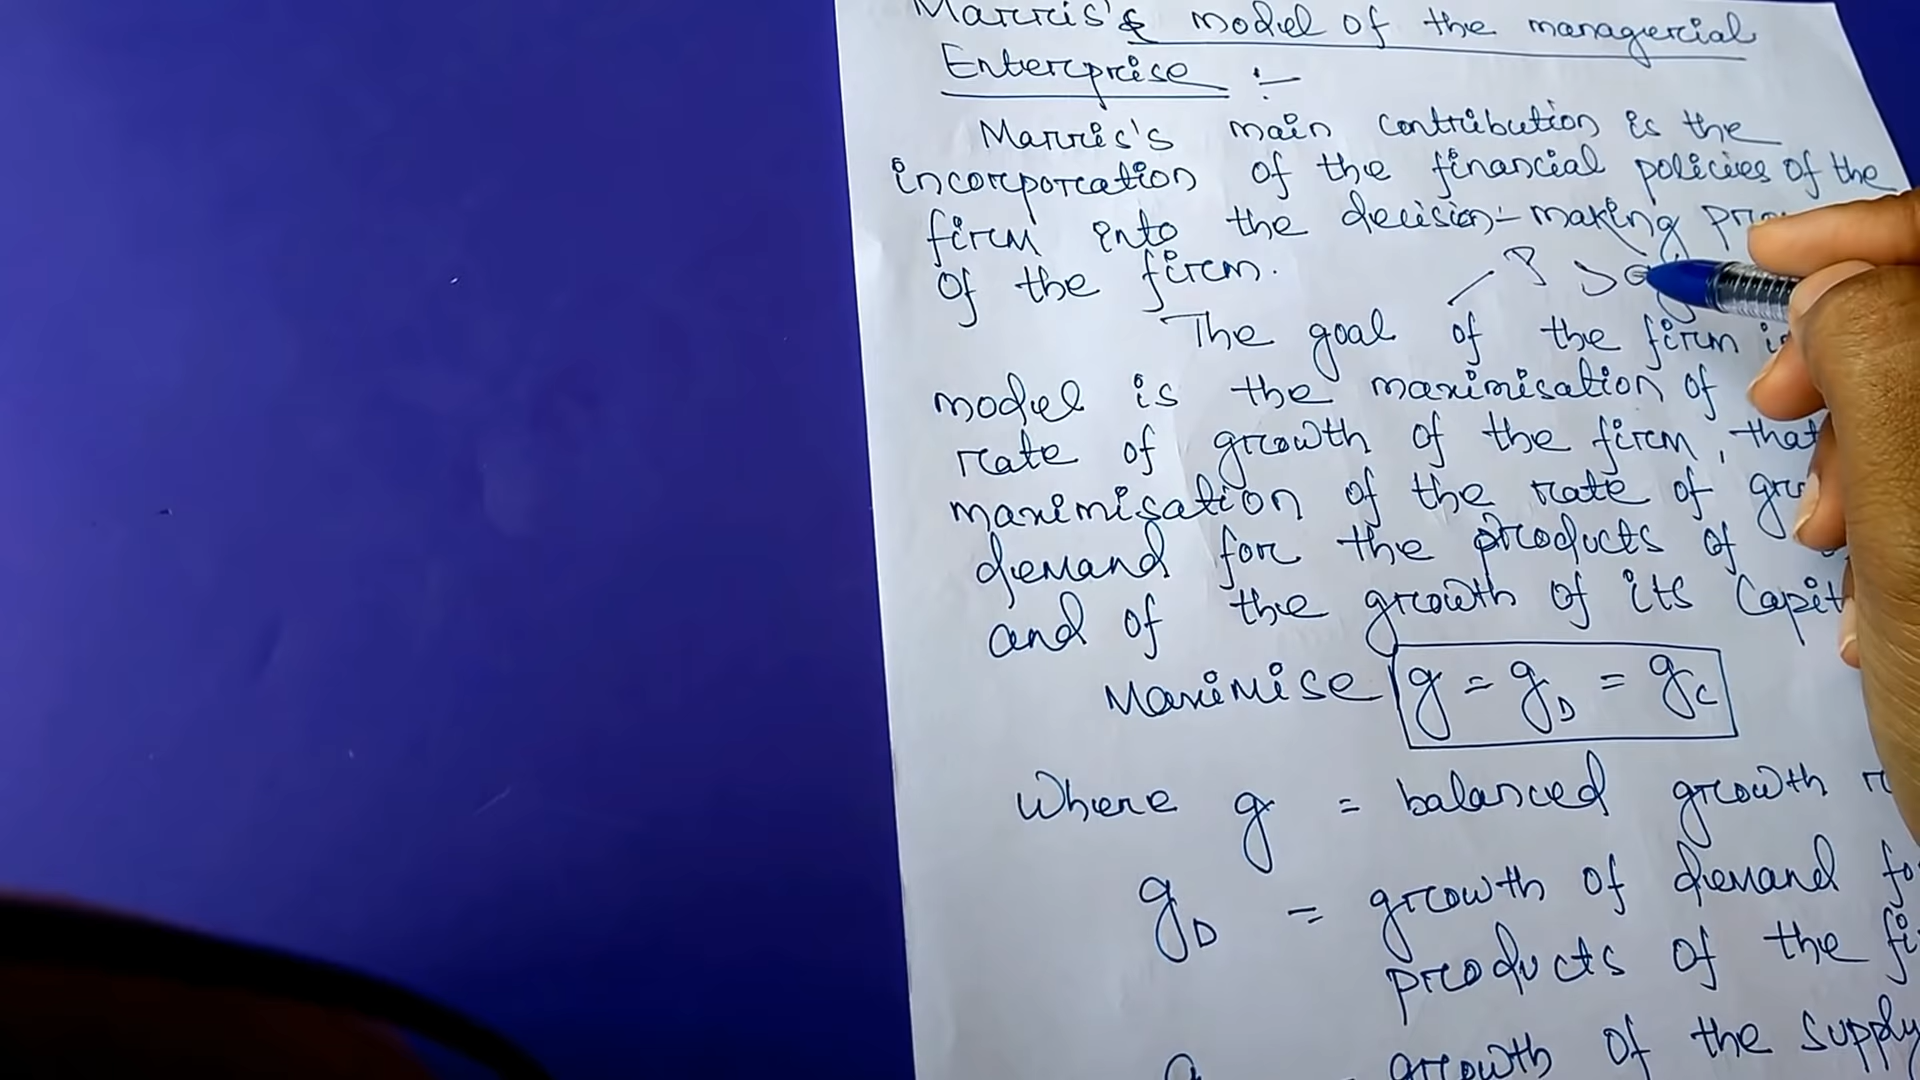 Marris's model of the managerial
Enterprise :-
Marris's main contribution is the
incorporation of the financial policies of the
firm into the decision-making
of the firm.
The goal of the firm
model is the maximisation of
rate of growth of the firm, that
maximisation of the rate of
demand for the products of
and of the growth of its
Maximise g = g_D = g_C
Where g = balanced growth
g_D = growth of demand
products of the
growth of the supply